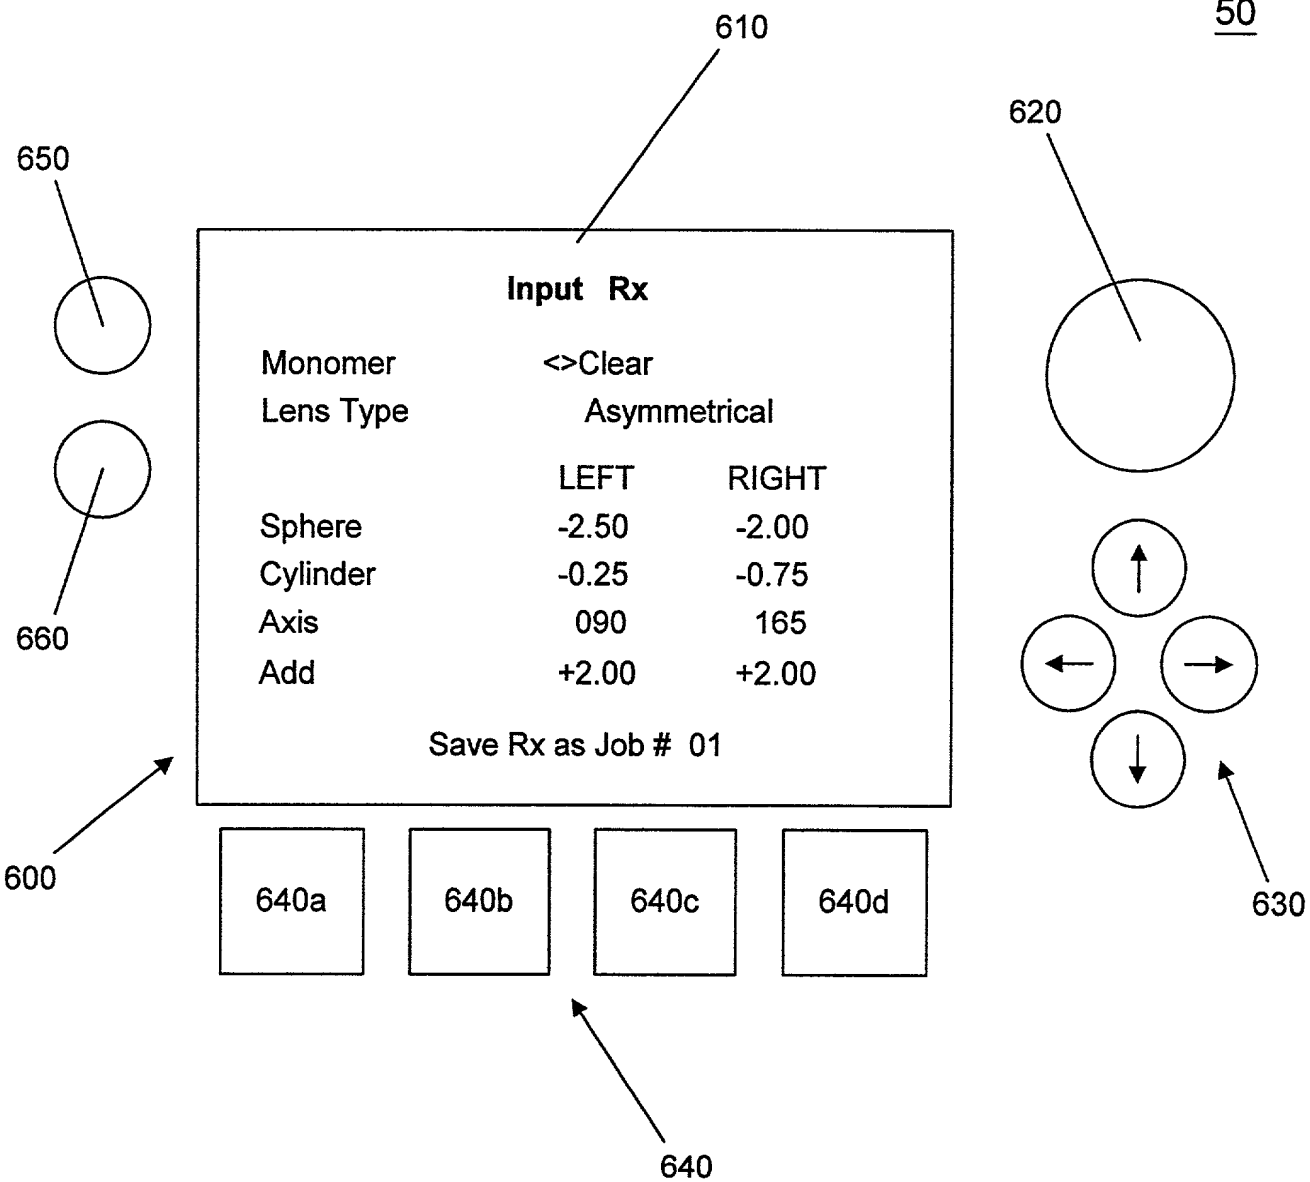 50
610
620
650
Input Rx
Monomer <>Clear
Lens Type Asymmetrical
LEFT RIGHT
Sphere -2.50 -2.00
Cylinder -0.25 -0.75
Axis 090 165
Add +2.00 +2.00
Save Rx as Job # 01
660
600
640a 640b 640c 640d
630
640